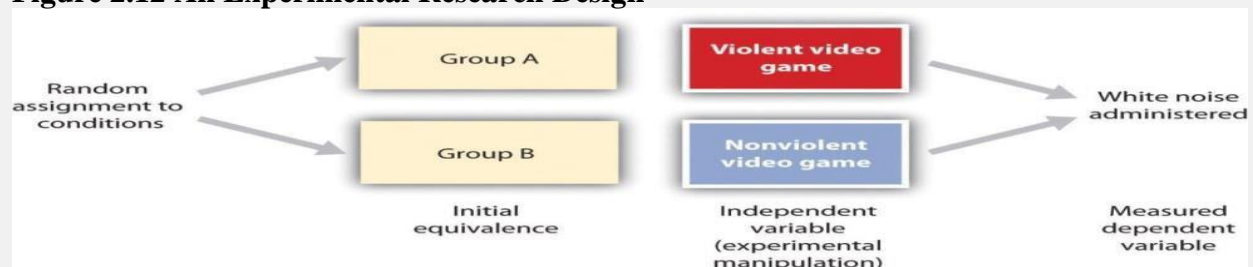 Figure 2.12 An Experimental Research Design
Random
assignment to
conditions
Group A
Group B
Initial
equivalence
Violent video
game
Nonviolent
video game
Independent
variable
(experimental
manipulation)
White noise
administered
Measured
dependent
variable